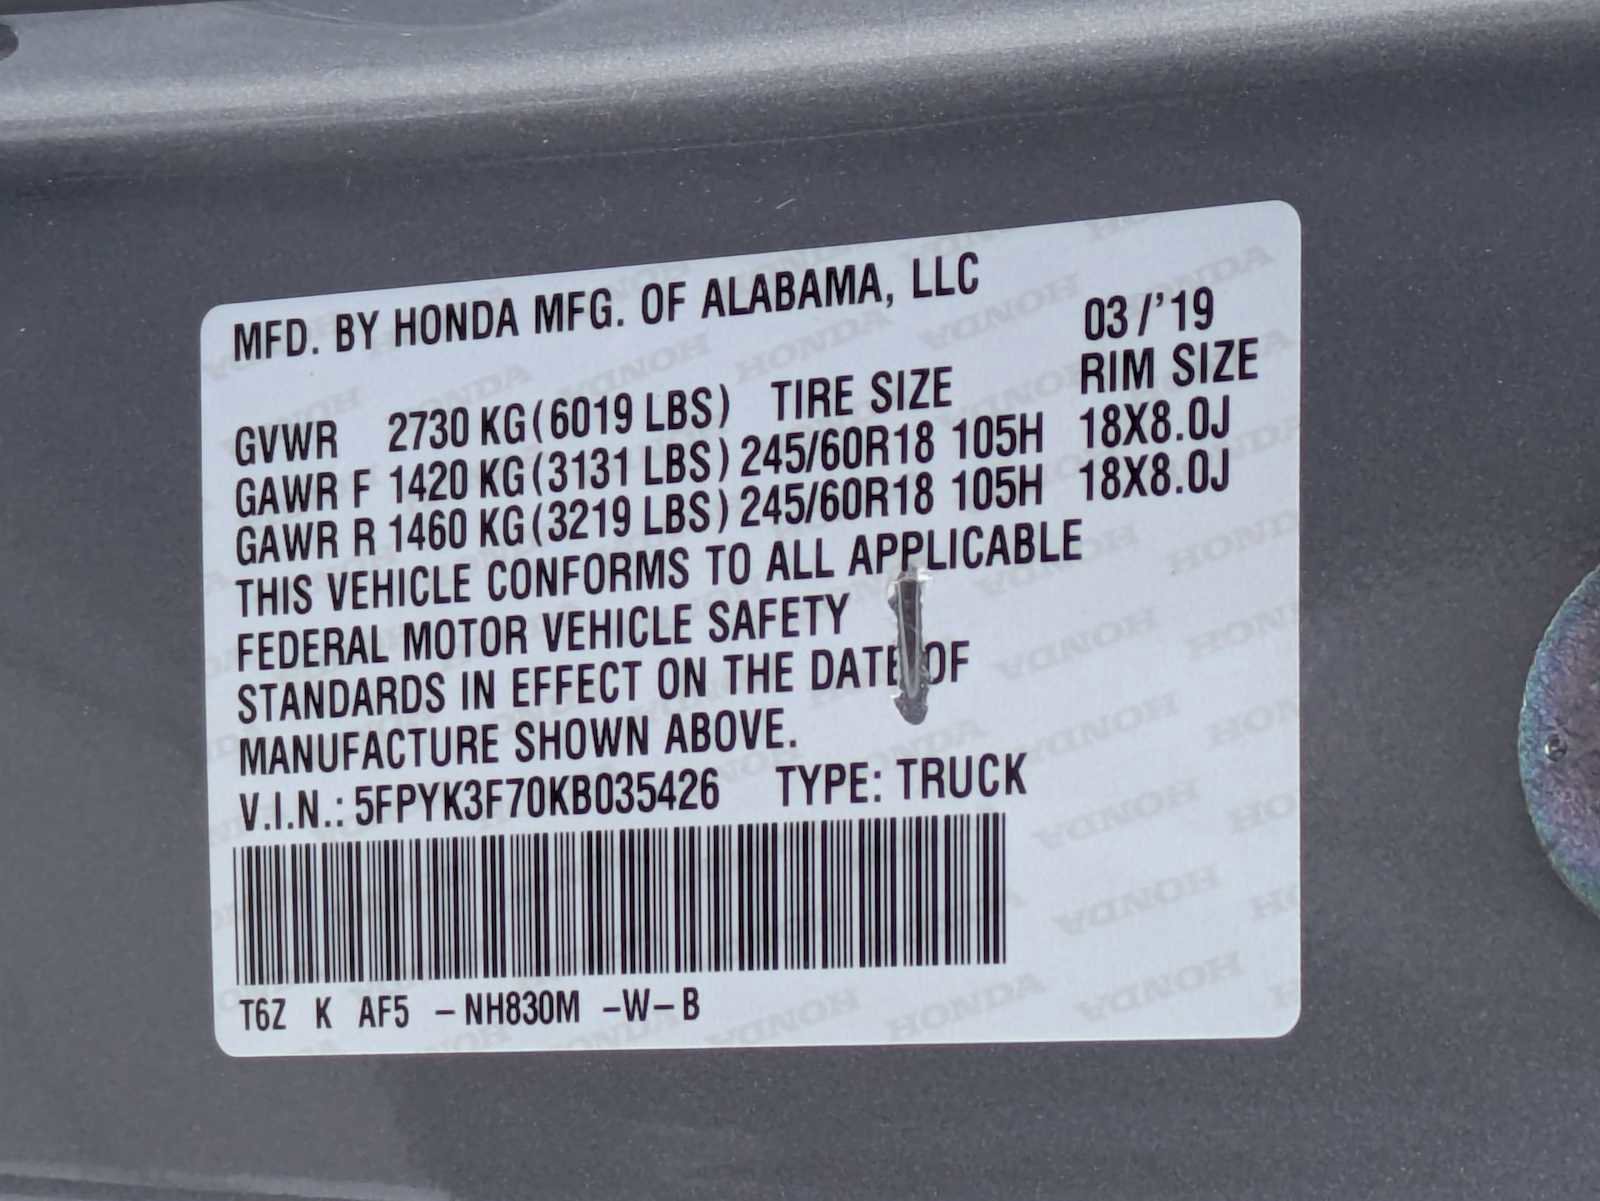 MFD. BY HONDA MFG. OF ALABAMA, LLC 03/'19
TIRE SIZE RIM SIZE
GVWR 2730 KG(6019 LBS)
GAWR F 1420 KG(3131 LBS) 245/60R18 105H 18X8.0J
GAWR R 1460 KG(3219 LBS) 245/60R18 105H 18X8.0J
THIS VEHICLE CONFORMS TO ALL APPLICABLE
FEDERAL MOTOR VEHICLE SAFETY
STANDARDS IN EFFECT ON THE DATE OF
MANUFACTURE SHOWN ABOVE.
V.I.N.: 5FPYK3F70KB035426 TYPE: TRUCK
T6Z K AF5 -NH830M -W-B